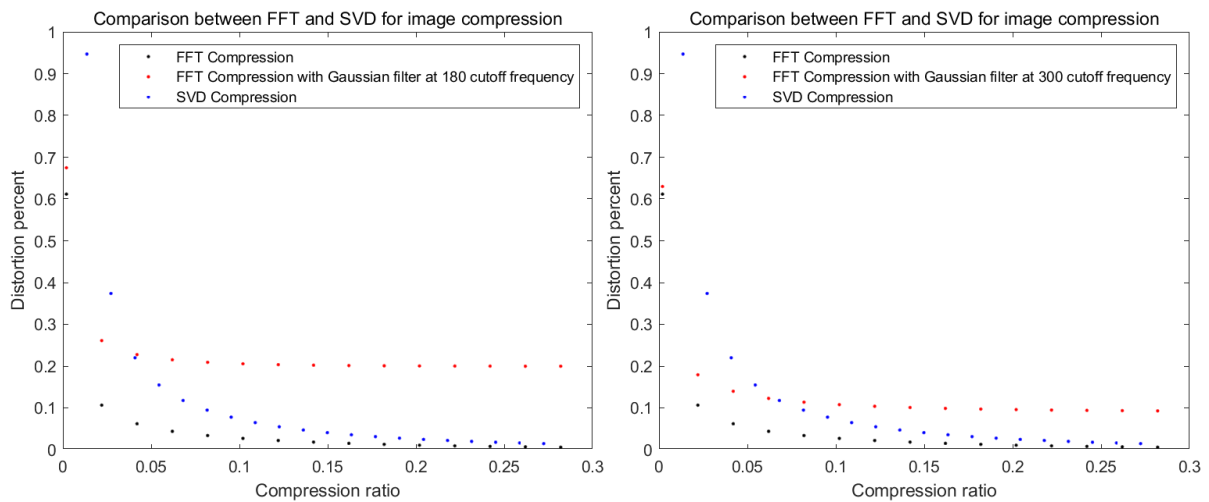 Comparison between FFT and SVD for image compression
FFT Compression
FFT Compression with Gaussian filter at 180 cutoff frequency
SVD Compression
Distortion percent
1
0.9
0.8
0.7
0.6
0.5
0.4
0.3
0.2
0.1
0
0 0.05 0.1 0.15 0.2 0.25 0.3
Compression ratio
Comparison between FFT and SVD for image compression
FFT Compression
FFT Compression with Gaussian filter at 300 cutoff frequency
SVD Compression
Distortion percent
1
0.9
0.8
0.7
0.6
0.5
0.4
0.3
0.2
0.1
0
0 0.05 0.1 0.15 0.2 0.25 0.3
Compression ratio